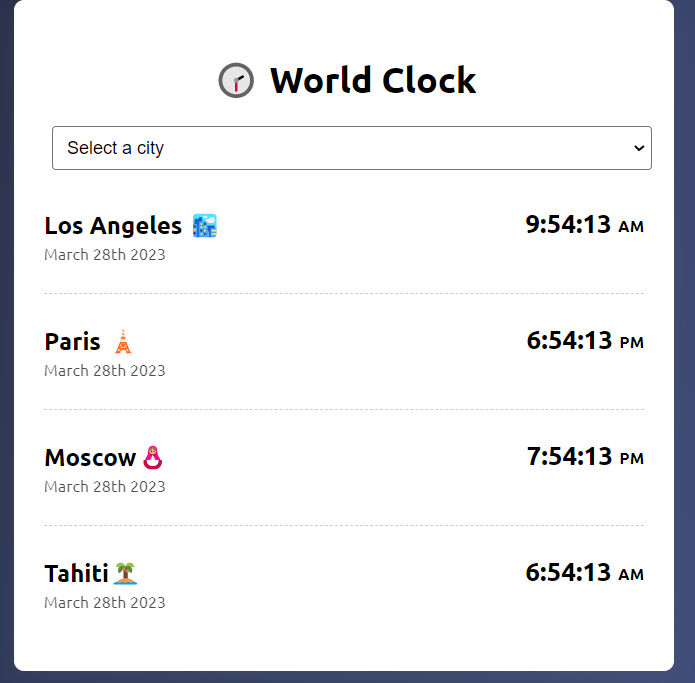 World Clock
Select a city
Los Angeles 9:54:13 AM
March 28th 2023
Paris 6:54:13 PM
March 28th 2023
Moscow 7:54:13 PM
March 28th 2023
Tahiti 6:54:13 AM
March 28th 2023